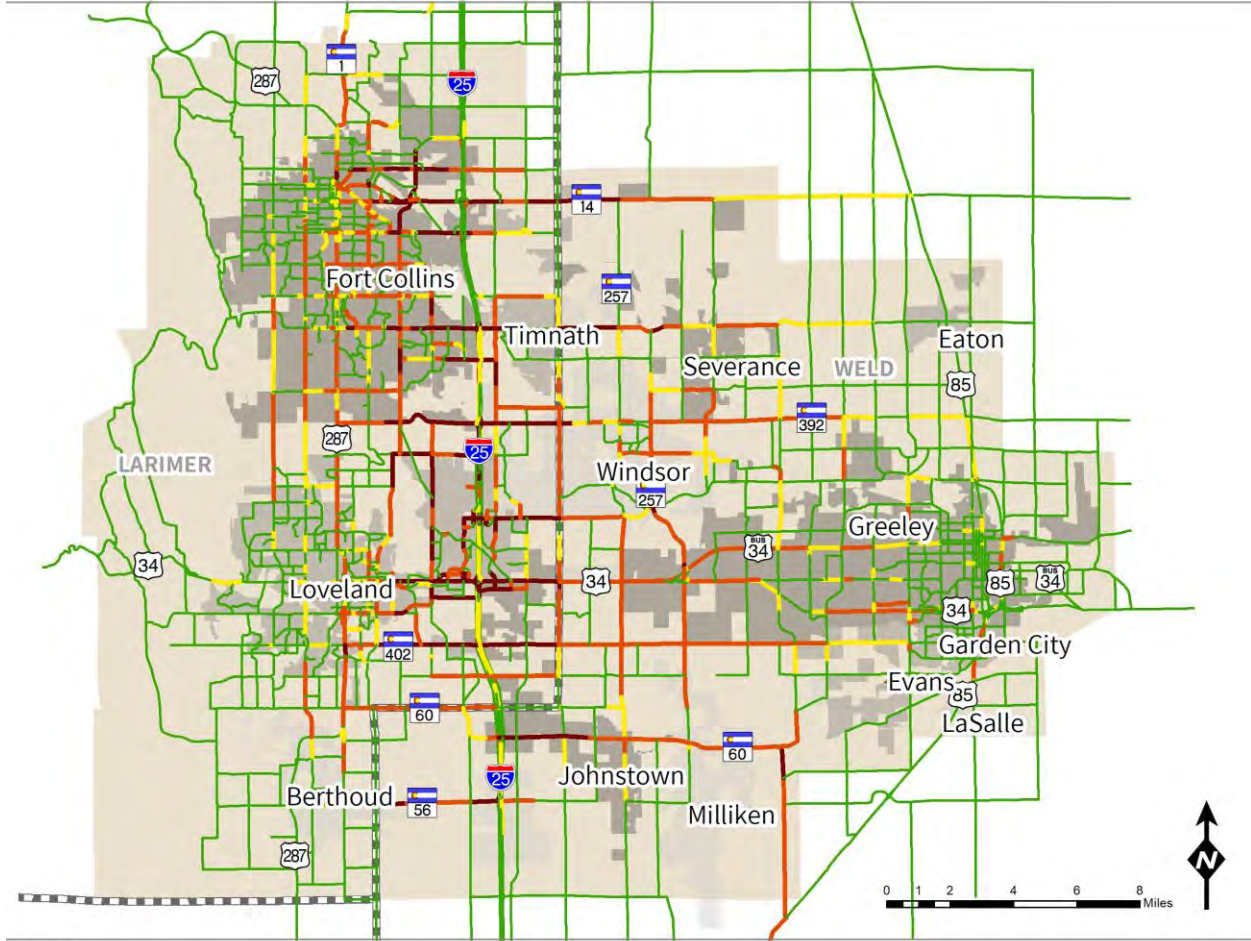 1
287
25
14
Fort Collins
257
Timnath
Eaton
Severance
WELD
85
392
287
25
LARIMER
Windsor
257
Greeley
BUS
34
34
Loveland
34
85
BUS
34
34
402
Garden City
Evans
85
60
LaSalle
60
25
Johnstown
Berthoud
56
Milliken
287
N
0 1 2 4 6 8
Miles